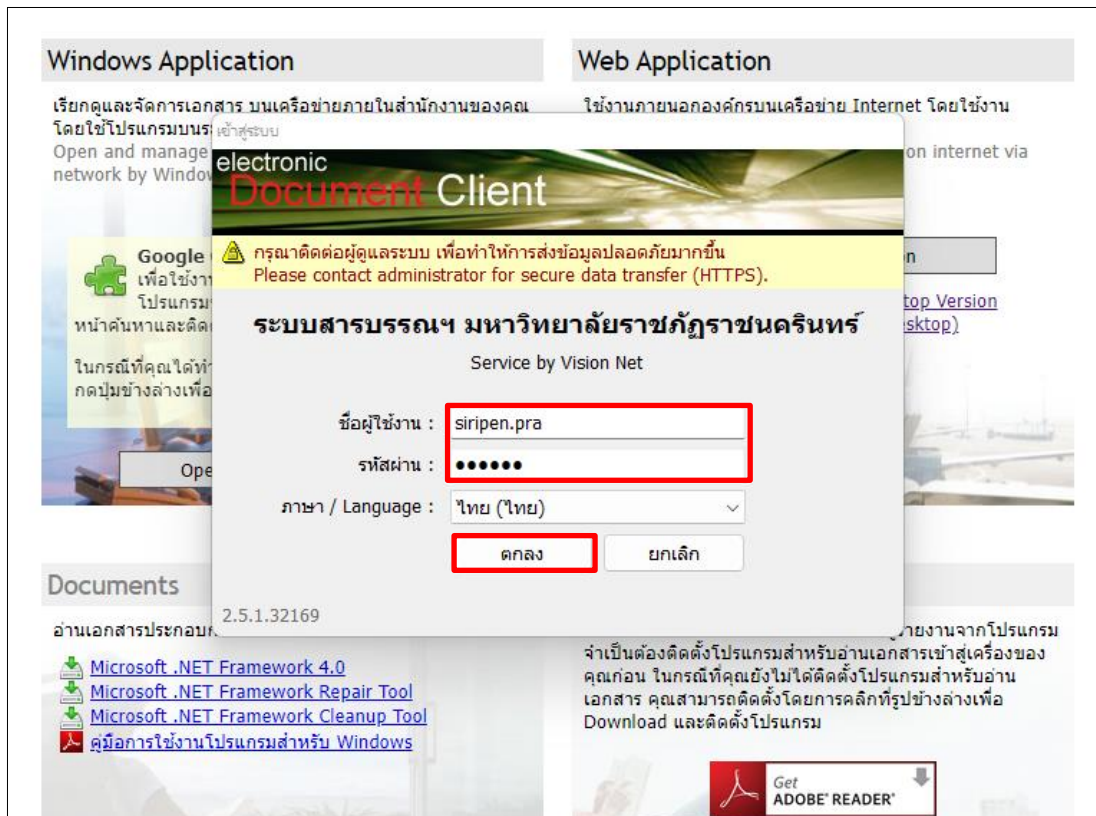 Windows Application
Web Application
เรียกดูและจัดการเอกสาร บนเครือข่ายภายในสำนักงานของคุณ
ใช้งานภายนอกองค์กรบนเครือข่าย Internet โดยใช้งาน
โดยใช้โปรแกรมบน
Open and manage
on internet via
network by
เข้าสู่ระบบ
electronic
Document Client
กรุณาติดต่อผู้ดูแลระบบ เพื่อทำให้การส่งข้อมูลปลอดภัยมากขึ้น
Please contact administrator for secure data transfer (HTTPS).
Google
เพื่อใช้งาน
โปรแกรม
top Version
หน้าค้นหาและติด
sktop)
ระบบสารบรรณฯ มหาวิทยาลัยราชภัฏราชนครินทร์
Service by Vision Net
ในกรณีที่คุณได้ทำ
กดปุ่มข้างล่างเพื่อ
ชื่อผู้ใช้งาน : siripen.pra
รหัสผ่าน : ●●●●●●
Ope
ภาษา / Language : ไทย (ไทย)
ตกลง ยกเลิก
2.5.1.32169
Documents
อ่านเอกสารประกอบ
รายงานจากโปรแกรม
จำเป็นต้องติดตั้งโปรแกรมสำหรับอ่านเอกสารเข้าสู่เครื่องของ
คุณก่อน ในกรณีที่คุณยังไม่ได้ติดตั้งโปรแกรมสำหรับอ่าน
เอกสาร คุณสามารถติดตั้งโดยการคลิกที่รูปข้างล่างเพื่อ
Download และติดตั้งโปรแกรม
Microsoft .NET Framework 4.0
Microsoft .NET Framework Repair Tool
Microsoft .NET Framework Cleanup Tool
คู่มือการใช้งานโปรแกรมสำหรับ Windows
Get
ADOBE® READER®